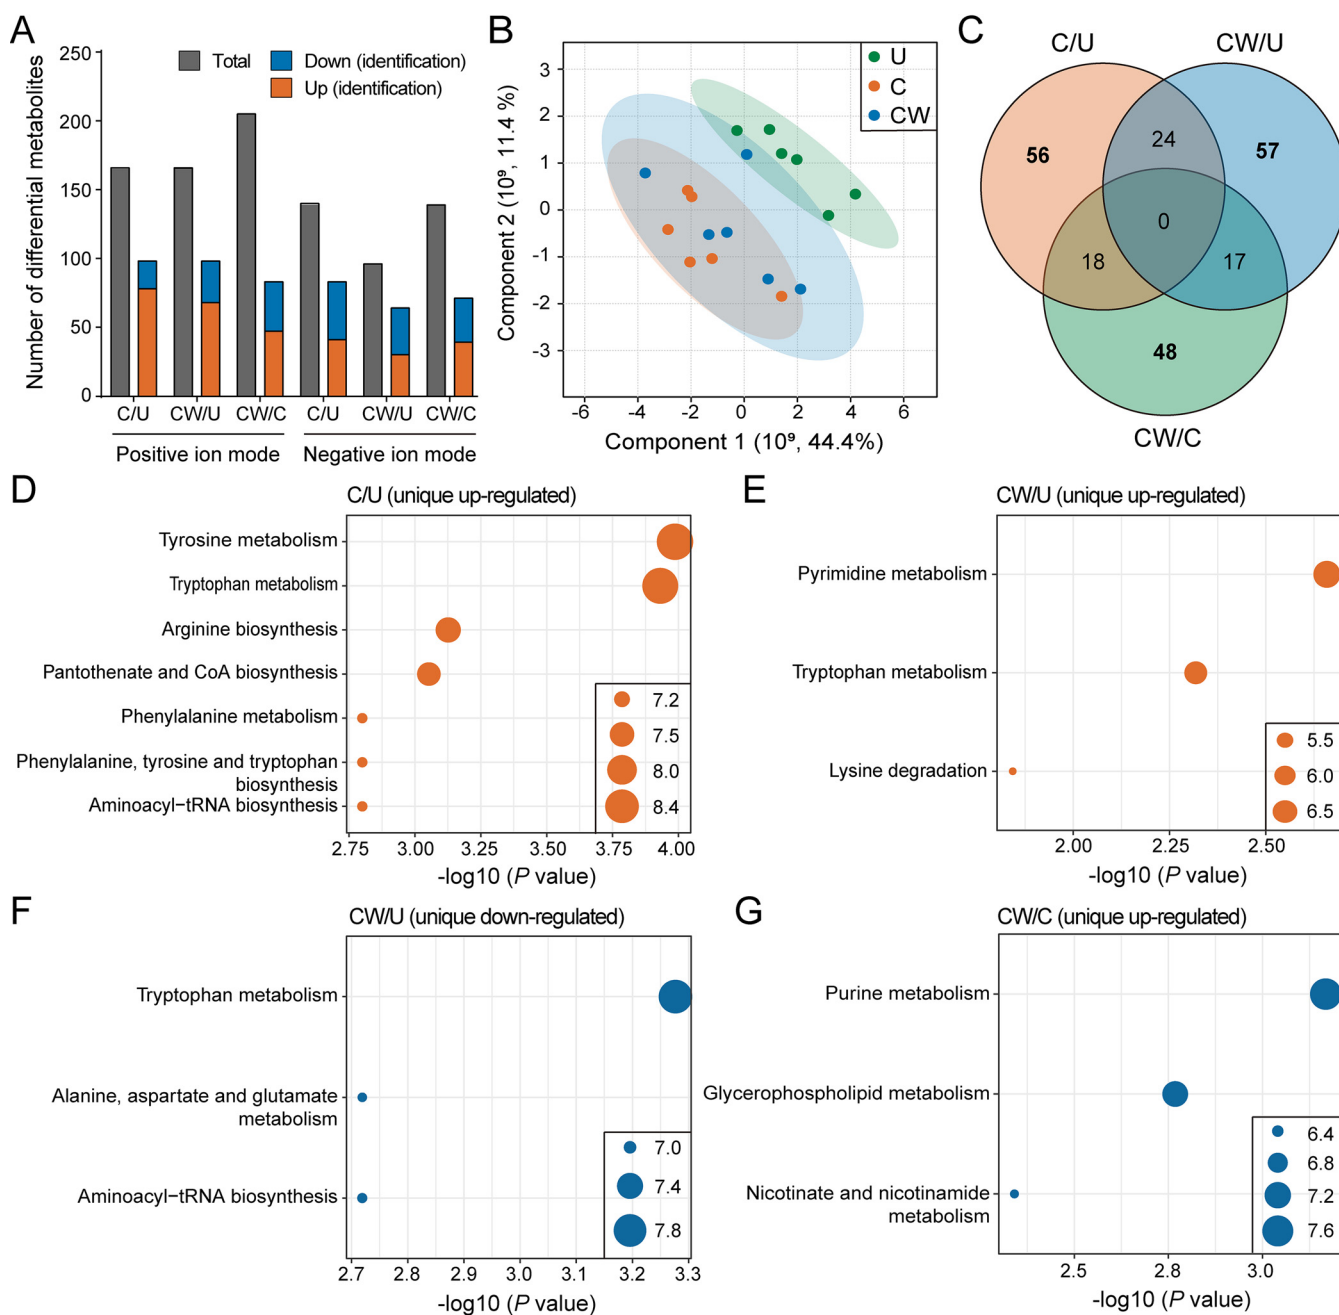 A
Number of differential metabolites
250
200
150
100
50
0
Total
Down (identification)
Up (identification)
C/U
CW/U
CW/C
C/U
CW/U
CW/C
Positive ion mode
Negative ion mode
B
Component 2 (10⁹, 11.4 %)
3
2
1
0
-1
-2
-3
U
C
CW
-6
-4
-2
0
2
4
6
Component 1 (10⁹, 44.4%)
C
C/U
CW/U
56
24
57
0
18
17
48
CW/C
D
C/U (unique up-regulated)
Tyrosine metabolism
Tryptophan metabolism
Arginine biosynthesis
Pantothenate and CoA biosynthesis
Phenylalanine metabolism
Phenylalanine, tyrosine and tryptophan
biosynthesis
Aminoacyl−tRNA biosynthesis
7.2
7.5
8.0
8.4
2.75
3.00
3.25
3.50
3.75
4.00
-log10 (P value)
E
CW/U (unique up-regulated)
Pyrimidine metabolism
Tryptophan metabolism
Lysine degradation
5.5
6.0
6.5
2.00
2.25
2.50
-log10 (P value)
F
CW/U (unique down-regulated)
Tryptophan metabolism
Alanine, aspartate and glutamate
metabolism
Aminoacyl−tRNA biosynthesis
7.0
7.4
7.8
2.7
2.8
2.9
3.0
3.1
3.2
3.3
-log10 (P value)
G
CW/C (unique up-regulated)
Purine metabolism
Glycerophospholipid metabolism
Nicotinate and nicotinamide
metabolism
6.4
6.8
7.2
7.6
2.5
2.8
3.0
-log10 (P value)